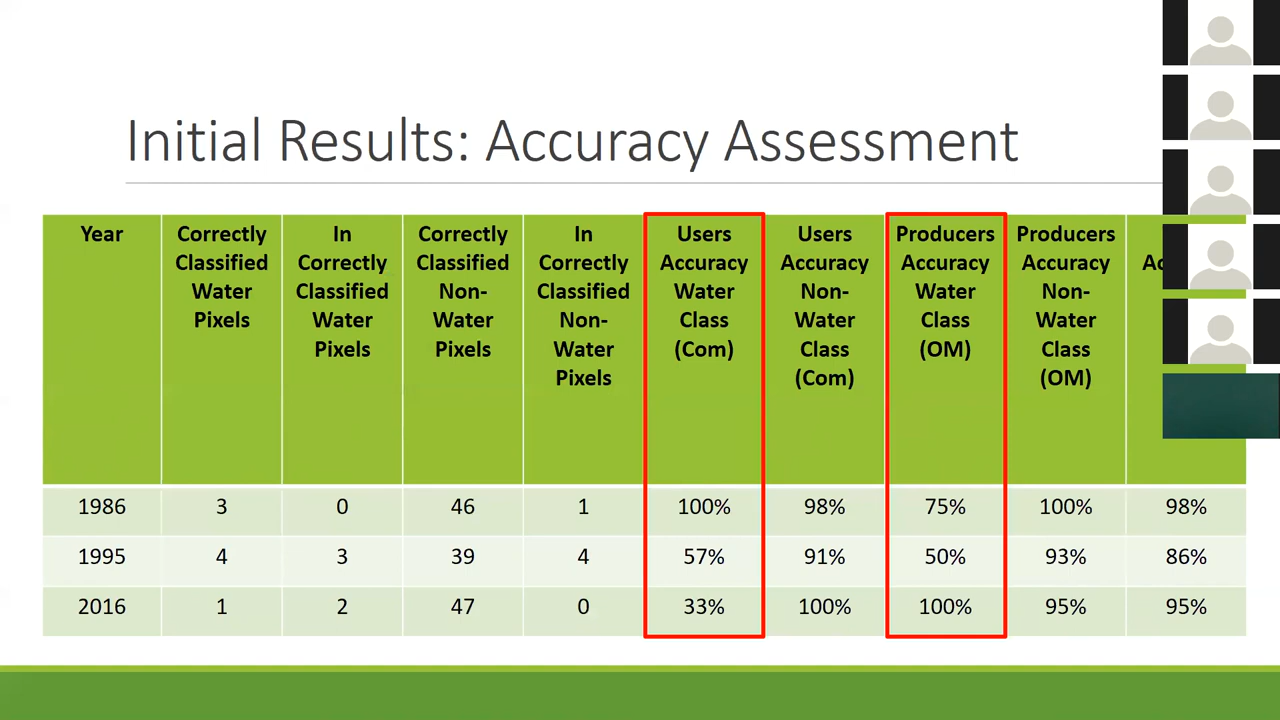 Initial Results: Accuracy Assessment
Year
Correctly
Classified
Water
Pixels
In
Correctly
Classified
Water
Pixels
Correctly
Classified
Non-
Water
Pixels
In
Correctly
Classified
Non-
Water
Pixels
Users
Accuracy
Water
Class
(Com)
Users
Accuracy
Non-
Water
Class
(Com)
Producers
Accuracy
Water
Class
(OM)
Producers
Accuracy
Non-
Water
Class
(OM)
1986 3 0 46 1 100% 98% 75% 100% 98%
1995 4 3 39 4 57% 91% 50% 93% 86%
2016 1 2 47 0 33% 100% 100% 95% 95%